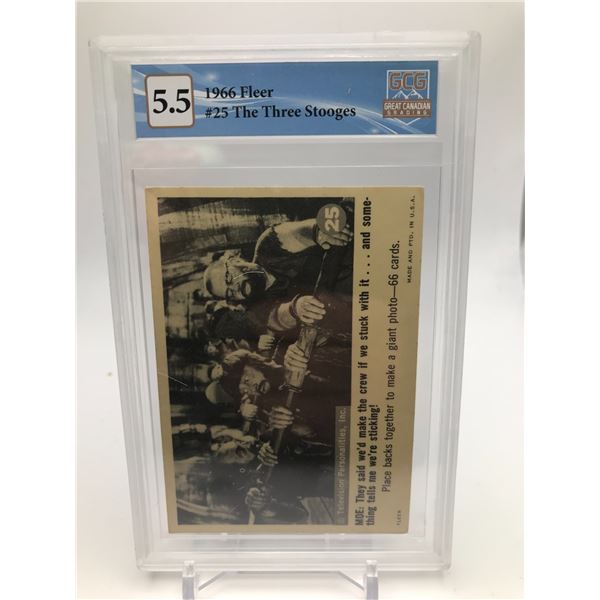 5.5
1966 Fleer
#25 The Three Stooges
GCG
GREAT CANADIAN
GRADING
25
© Television Personalities, Inc.
MOE: They said we'd make the crew if we stuck with it . . . and some-
thing tells me we're sticking!
Place backs together to make a giant photo—66 cards.
FLEER
MADE AND PTD. IN U.S.A.